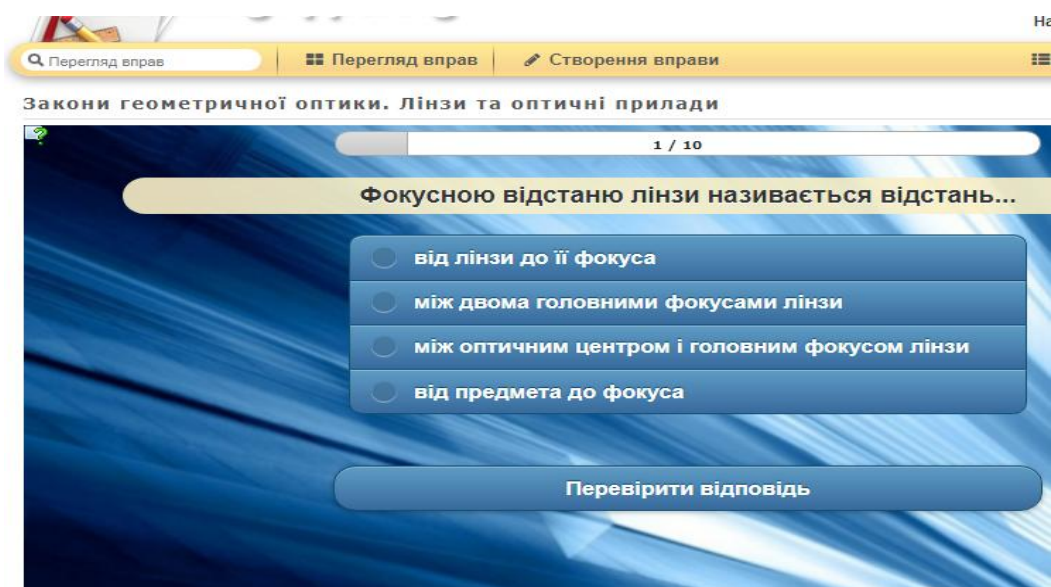 На
Перегляд вправ
Перегляд вправ
Створення вправи
Закони геометричної оптики. Лінзи та оптичні прилади
1 / 10
Фокусною відстаню лінзи називається відстань...
від лінзи до її фокуса
між двома головними фокусами лінзи
між оптичним центром і головним фокусом лінзи
від предмета до фокуса
Перевірити відповідь